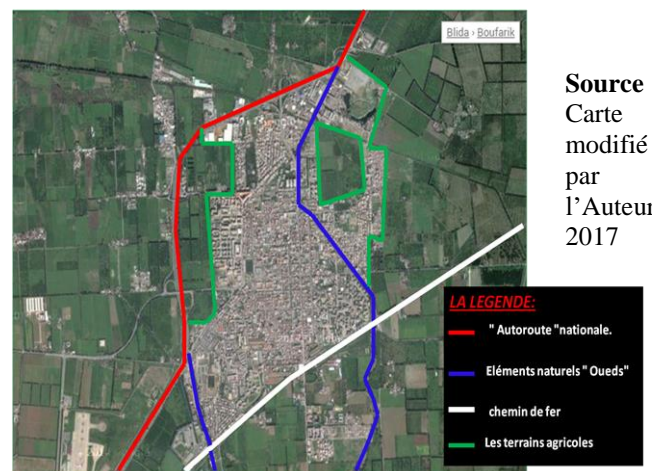 Blida › Boufarik
Source
Carte
modifié
par
l’Auteur
2017
LA LEGENDE:
" Autoroute "nationale.
Eléments naturels " Oueds"
chemin de fer
Les terrains agricoles